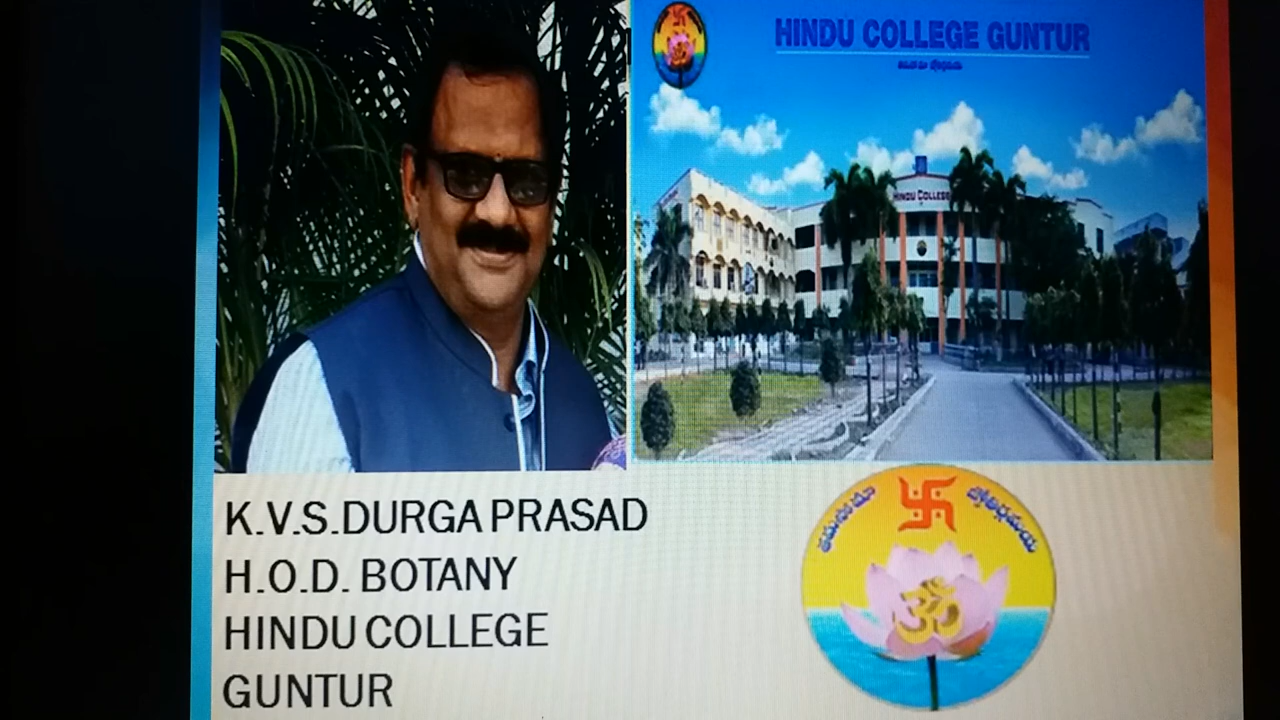 HINDU COLLEGE GUNTUR
HINDU COLLEGE
K.V.S.DURGA PRASAD
H.O.D. BOTANY
HINDU COLLEGE
GUNTUR
ॐ